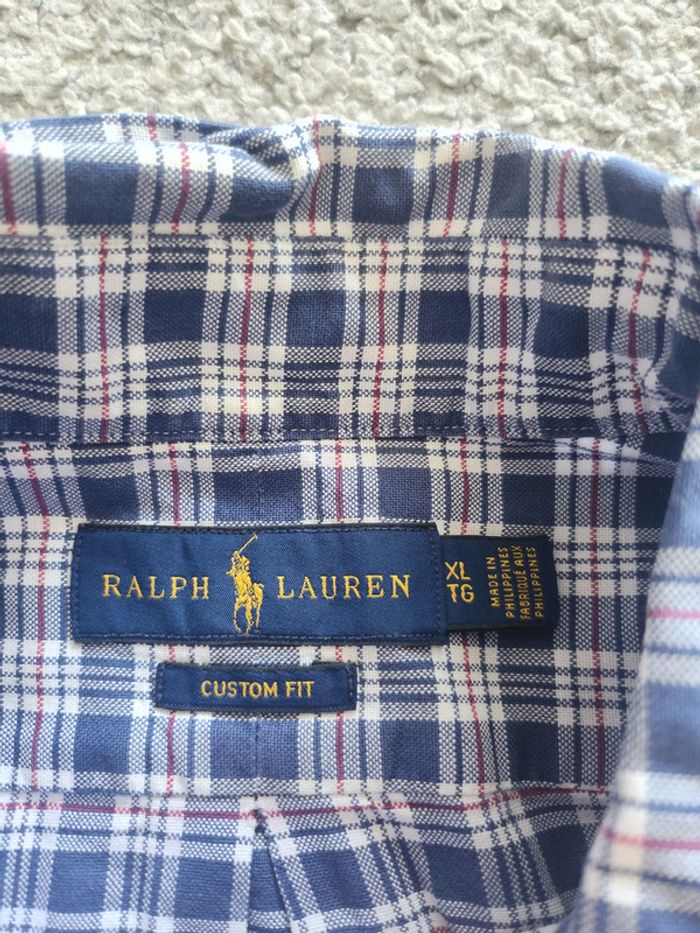 RALPH LAUREN
XL
TG
MADE IN
PHILIPPINES
FABRIQUÉ AUX
PHILIPPINES
CUSTOM FIT